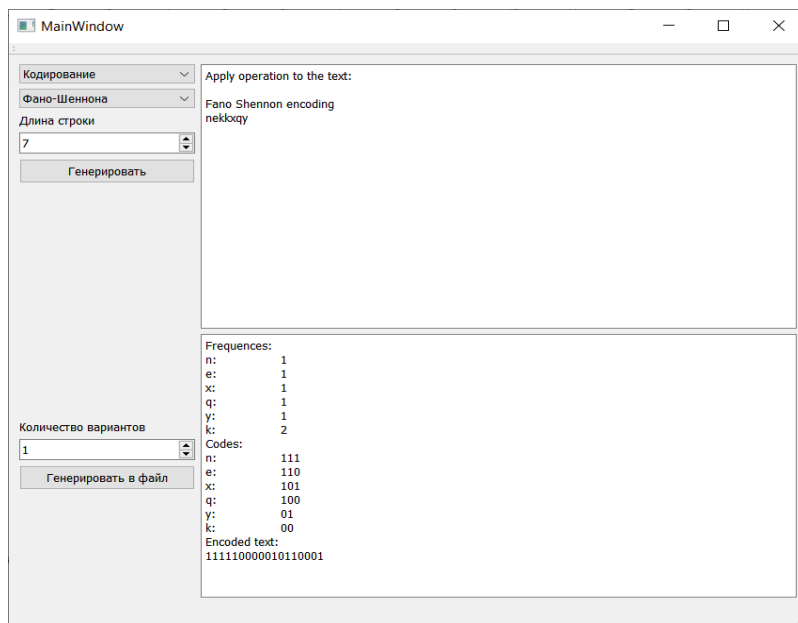 MainWindow
Кодирование
Фано-Шеннона
Длина строки
7
Генерировать
Количество вариантов
1
Генерировать в файл
Apply operation to the text:
Fano Shennon encoding
nekkxqy
Frequences:
n: 1
e: 1
x: 1
q: 1
y: 1
k: 2
Codes:
n: 111
e: 110
x: 101
q: 100
y: 01
k: 00
Encoded text:
111110000010110001